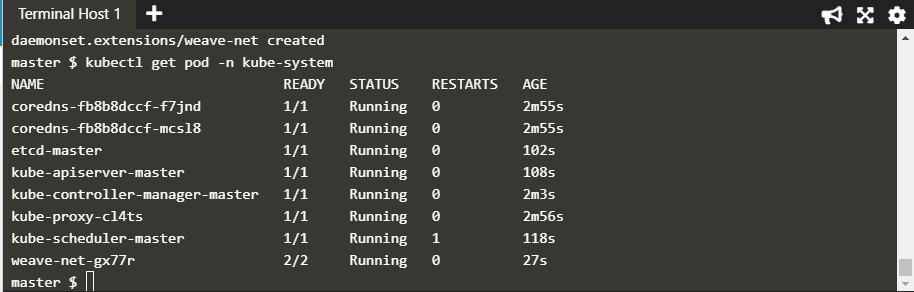 Terminal Host 1
daemonset.extensions/weave-net created
master $ kubectl get pod -n kube-system
NAME READY STATUS RESTARTS AGE
coredns-fb8b8dccf-f7jnd 1/1 Running 0 2m55s
coredns-fb8b8dccf-mcsl8 1/1 Running 0 2m55s
etcd-master 1/1 Running 0 102s
kube-apiserver-master 1/1 Running 0 108s
kube-controller-manager-master 1/1 Running 0 2m3s
kube-proxy-cl4ts 1/1 Running 0 2m56s
kube-scheduler-master 1/1 Running 1 118s
weave-net-gx77r 2/2 Running 0 27s
master $